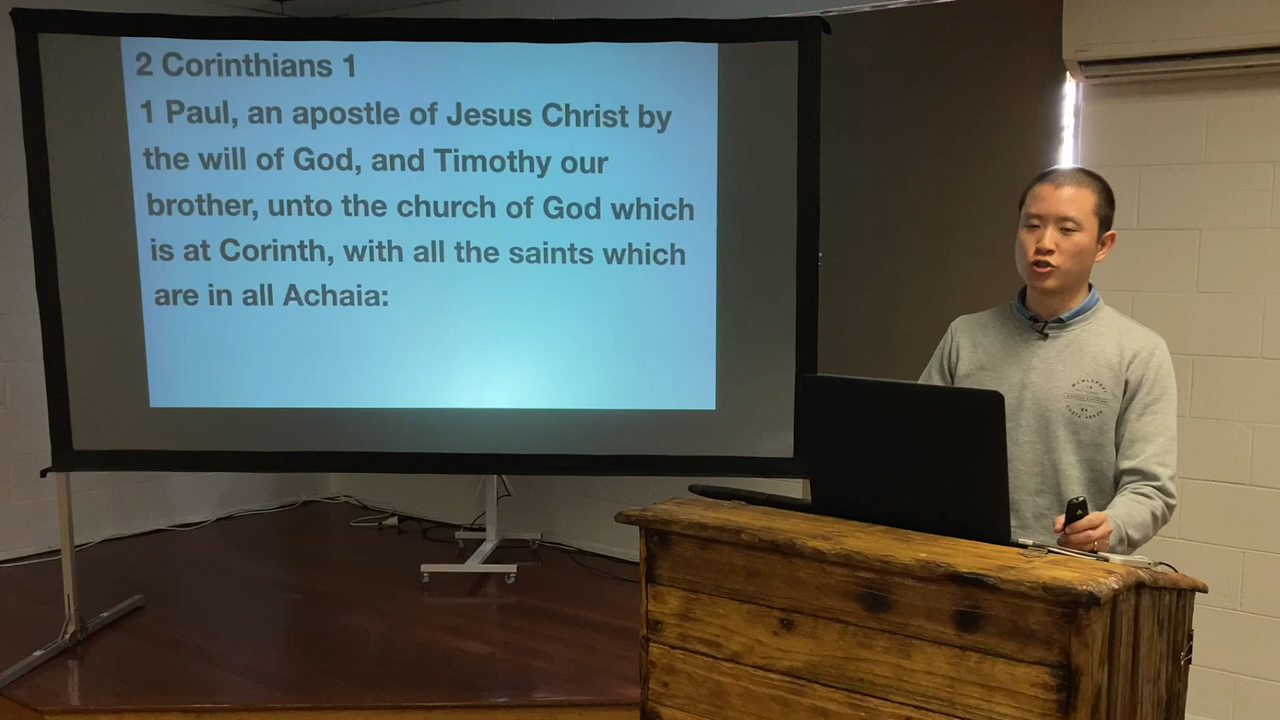 2 Corinthians 1
1 Paul, an apostle of Jesus Christ by
the will of God, and Timothy our
brother, unto the church of God which
is at Corinth, with all the saints which
are in all Achaia: